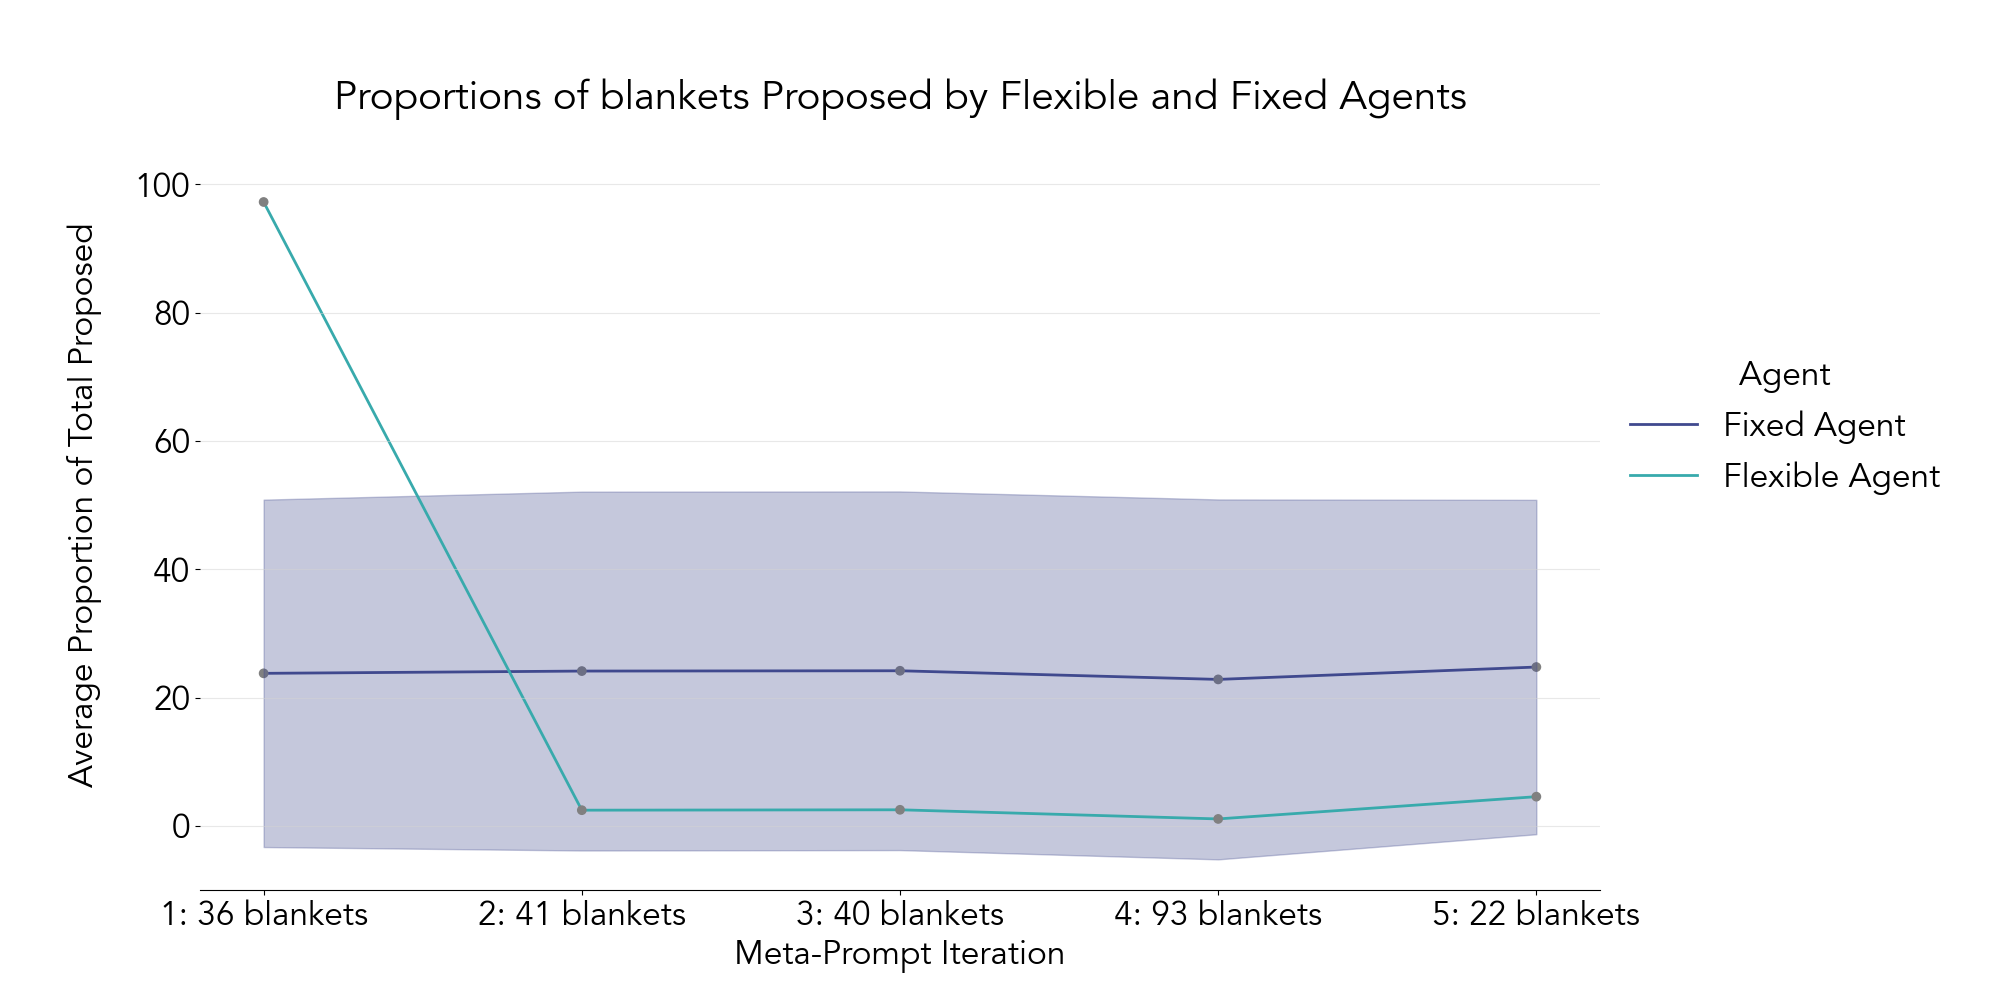 Proportions of blankets Proposed by Flexible and Fixed Agents
Average Proportion of Total Proposed
100
80
60
40
20
0
1: 36 blankets
2: 41 blankets
3: 40 blankets
4: 93 blankets
5: 22 blankets
Meta-Prompt Iteration
Agent
Fixed Agent
Flexible Agent